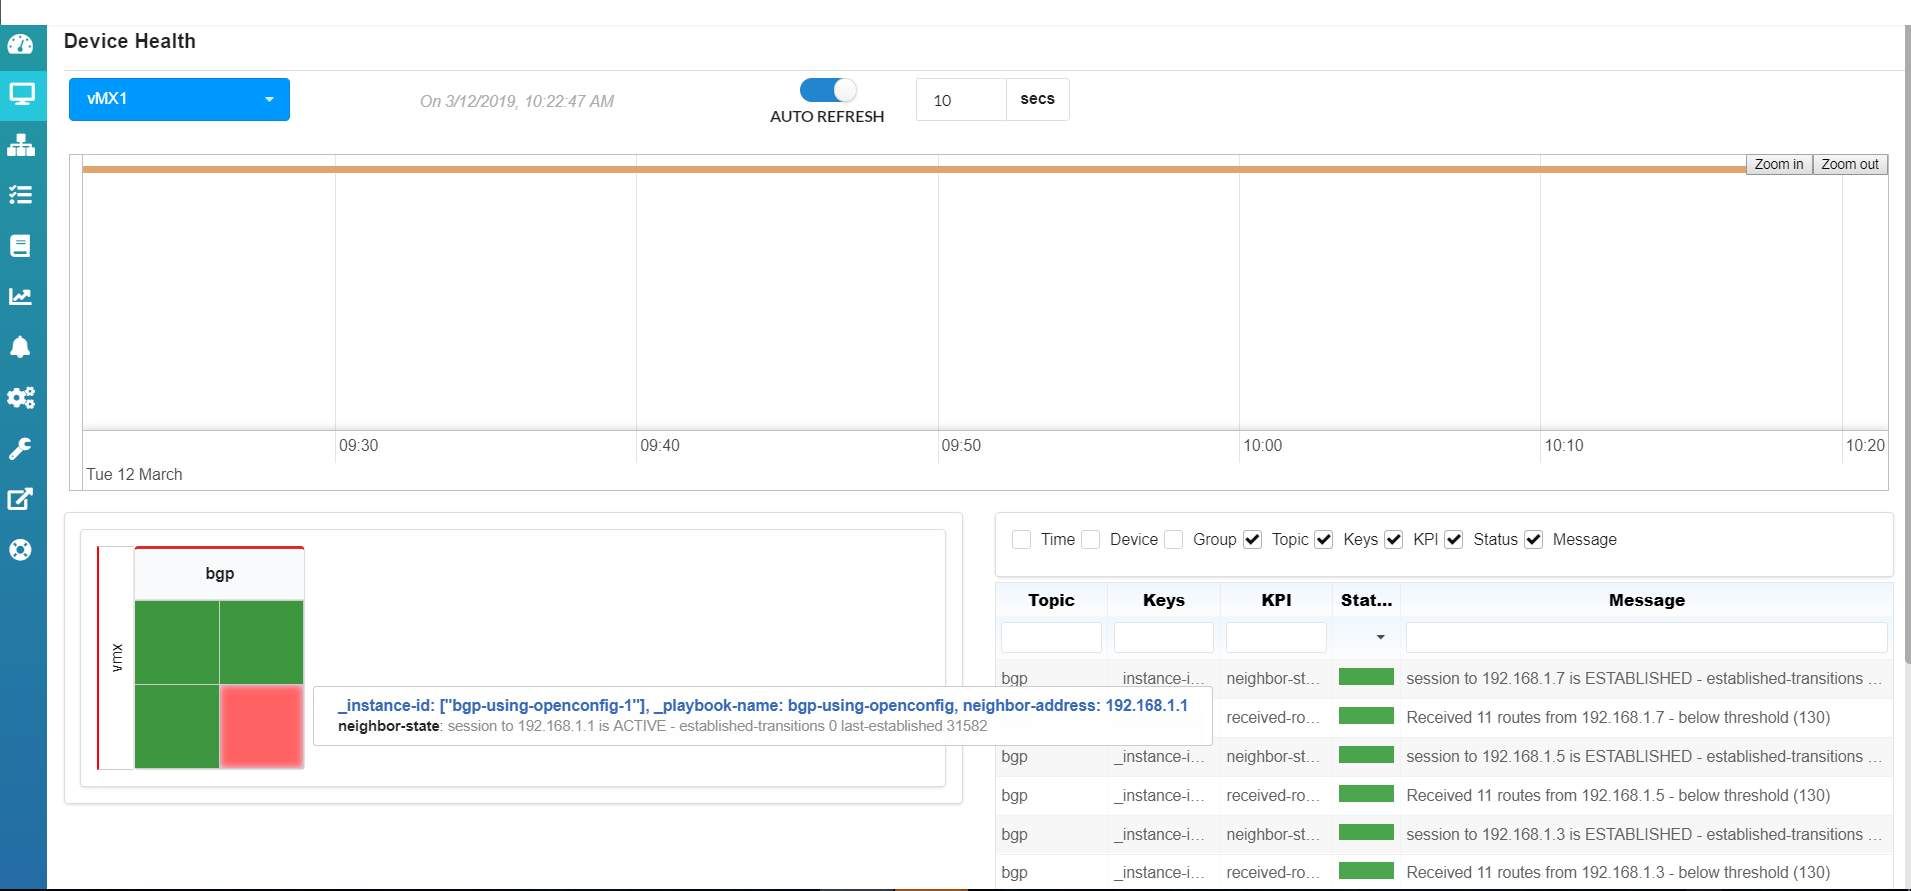 Device Health
vMX1
On 3/12/2019, 10:22:47 AM
AUTO REFRESH
10 secs
Zoom in Zoom out
09:30 09:40 09:50 10:00 10:10 10:20
Tue 12 March
bgp
vmx
_instance-id: ["bgp-using-openconfig-1"], _playbook-name: bgp-using-openconfig, neighbor-address: 192.168.1.1
neighbor-state: session to 192.168.1.1 is ACTIVE - established-transitions 0 last-established 31582
Time Device Group Topic Keys KPI Status Message
Topic Keys KPI Stat... Message
bgp _instance-i... neighbor-st... session to 192.168.1.7 is ESTABLISHED - established-transitions ...
received-ro... Received 11 routes from 192.168.1.7 - below threshold (130)
bgp _instance-i... neighbor-st... session to 192.168.1.5 is ESTABLISHED - established-transitions ...
bgp _instance-i... received-ro... Received 11 routes from 192.168.1.5 - below threshold (130)
bgp _instance-i... neighbor-st... session to 192.168.1.3 is ESTABLISHED - established-transitions ...
bgp _instance-i... received-ro... Received 11 routes from 192.168.1.3 - below threshold (130)